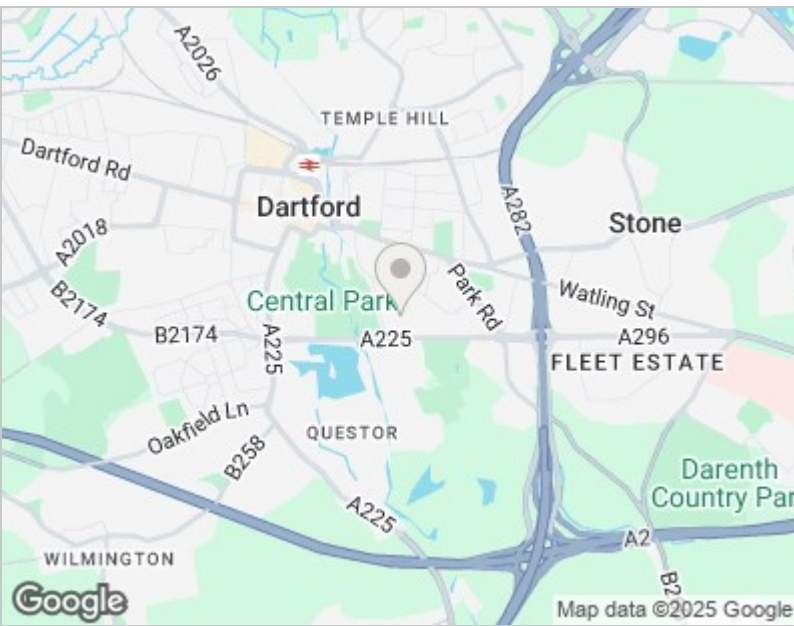 A2026
TEMPLE HILL
Dartford Rd
Dartford
A282
Stone
A2018
B2174
Central Park
Park Rd
Watling St
B2174
A225
A225
A296
FLEET ESTATE
Oakfield Ln
B258
QUESTOR
A225
Darenth
Country Par
A2
WILMINGTON
B2
Google
Map data ©2025 Google